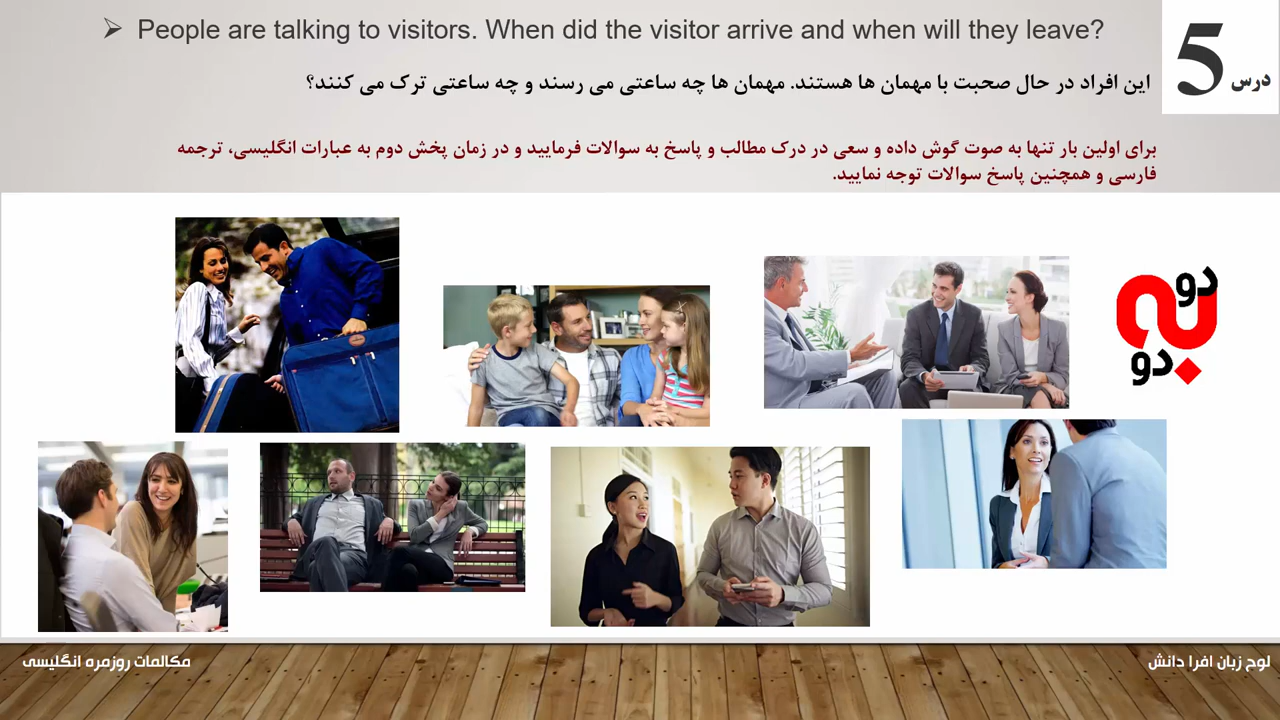 People are talking to visitors. When did the visitor arrive and when will they leave?
درس 5
این افراد در حال صحبت با مهمان ها هستند. مهمان ها چه ساعتی می رسند و چه ساعتی ترک می کنند؟
برای اولین بار تنها به صوت گوش داده و سعی در درک مطالب و پاسخ به سوالات فرمایید و در زمان پخش دوم به عبارات انگلیسی، ترجمه
فارسی و همچنین پاسخ سوالات توجه نمایید.
دو
به
دو
مکالمات روزمره انگلیسی
لوح زبان افرا دانش